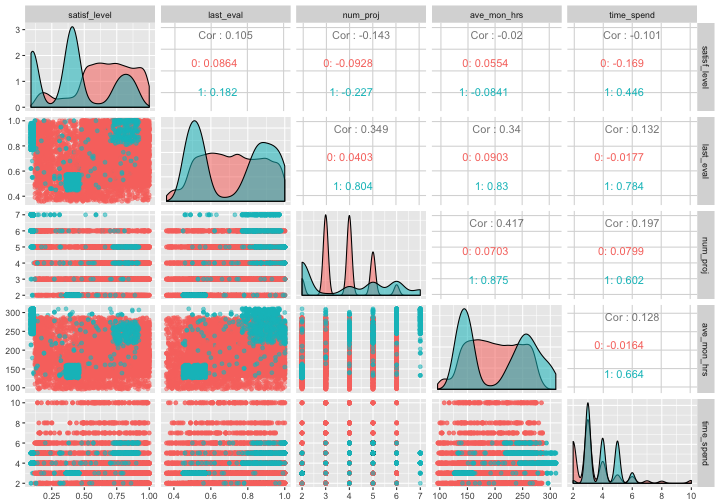 satisf_level last_eval num_proj ave_mon_hrs time_spend
3 Cor : 0.105 Cor : -0.143 Cor : -0.02 Cor : -0.101
2 0: 0.0864 0: -0.0928 0: 0.0554 0: -0.169
1 1: 0.182 1: -0.227 1: -0.0841 1: 0.446
0
satisf_level
1.0 Cor : 0.349 Cor : 0.34 Cor : 0.132
0.8 0: 0.0403 0: 0.0903 0: -0.0177
0.6 1: 0.804 1: 0.83 1: 0.784
0.4
last_eval
7 Cor : 0.417 Cor : 0.197
6
5 0: 0.0703 0: 0.0799
4
3 1: 0.875 1: 0.602
2
num_proj
300 Cor : 0.128
250
200 0: -0.0164
150 1: 0.664
100
ave_mon_hrs
10
8
6
4
2
time_spend
0.25 0.50 0.75 1.00 0.4 0.6 0.8 1.0 2 3 4 5 6 7 100 150 200 250 300 2 4 6 8 10